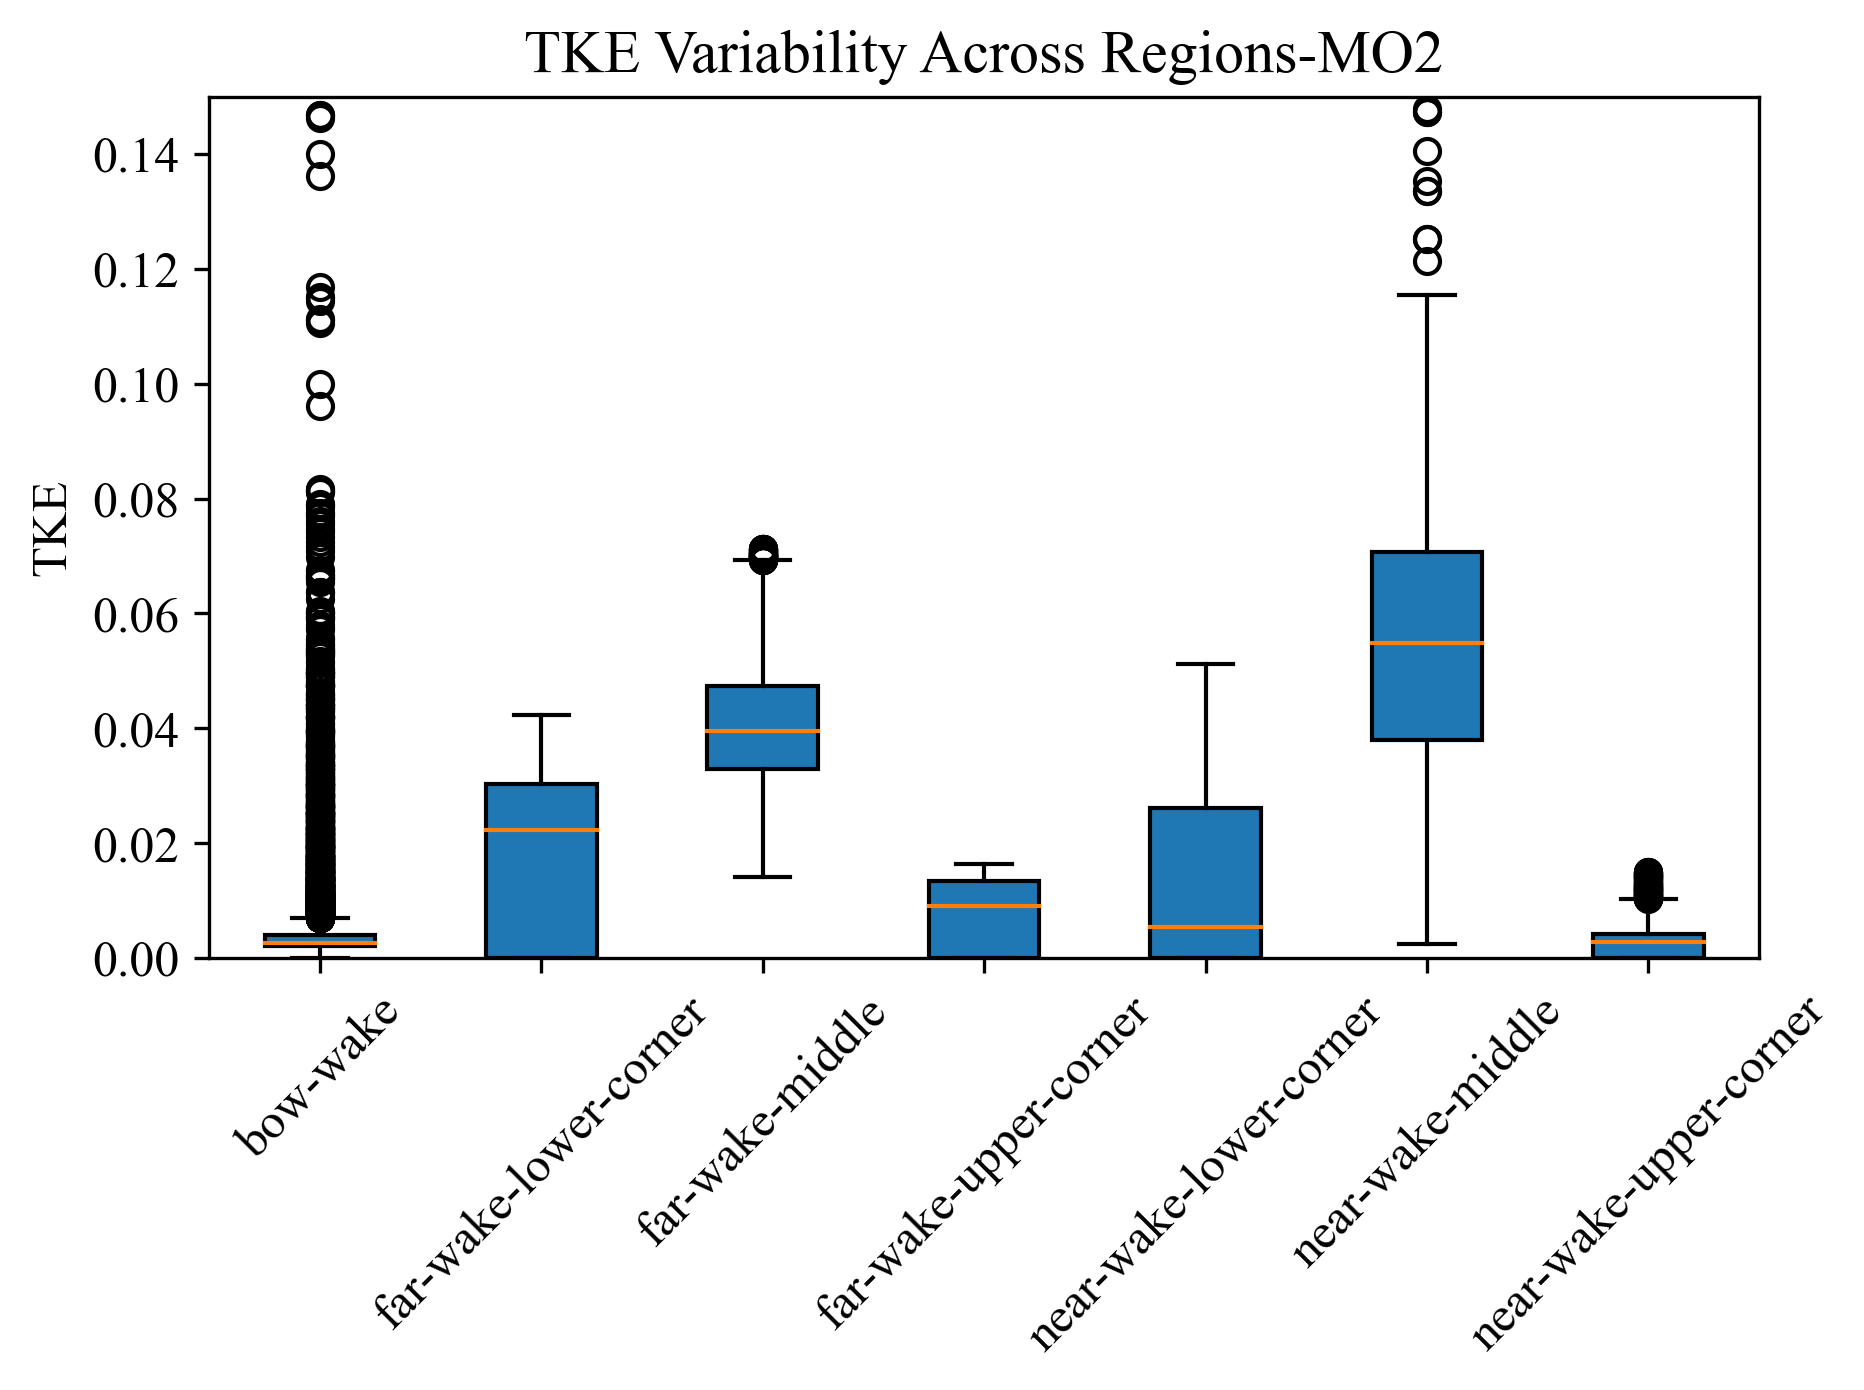 TKE Variability Across Regions-MO2
TKE
0.14
0.12
0.10
0.08
0.06
0.04
0.02
0.00
bow-wake
far-wake-lower-corner
far-wake-middle
far-wake-upper-corner
near-wake-lower-corner
near-wake-middle
near-wake-upper-corner